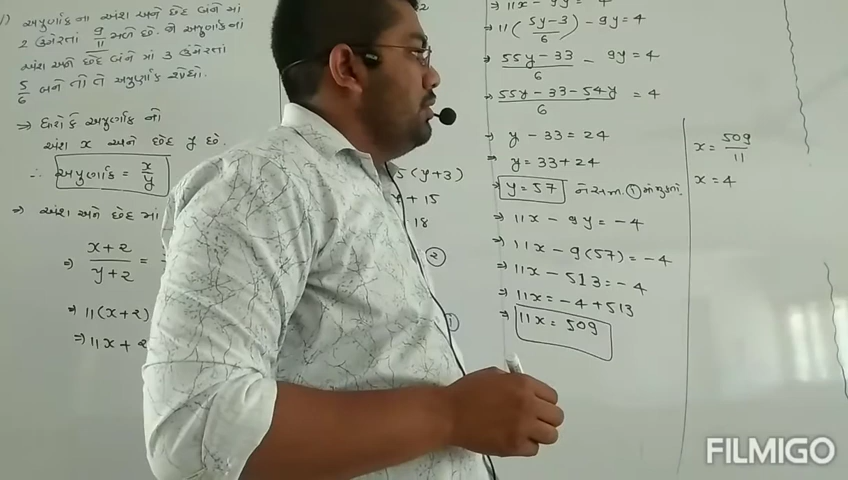 અપૂર્ણાંકના અંશ અને છેદ બંને માં
2 ઉમેરતાં 9/11 મળે છે. જો અપૂર્ણાંકનાં
અંશ અને છેદ બંને માં 3 ઉમેરતાં
5/6 બને તો તે અપૂર્ણાંક શોધો.
⇒ ધારો કે અપૂર્ણાંક નો
અંશ x અને છેદ y છે.
∴ અપૂર્ણાંક = x/y
⇒ અંશ અને છેદ માં
⇒ x+2/y+2 =
⇒ 11(x+2)
⇒ 11x+2
5(y+3)
+ 15
18
②
①
⇒ 11x - 9y = 4
11(5y-3/6) - 9y = 4
⇒ 55y-33/6 - 9y = 4
⇒ 55y-33-54y/6 = 4
⇒ y - 33 = 24
⇒ y = 33+24
⇒ y = 57 ને સમી. ① માં મુકતાં.
⇒ 11x - 9y = -4
⇒ 11x - 9(57) = -4
⇒ 11x - 513 = -4
⇒ 11x = -4 + 513
⇒ 11x = 509
x = 509/11
x = 4
FILMIGO